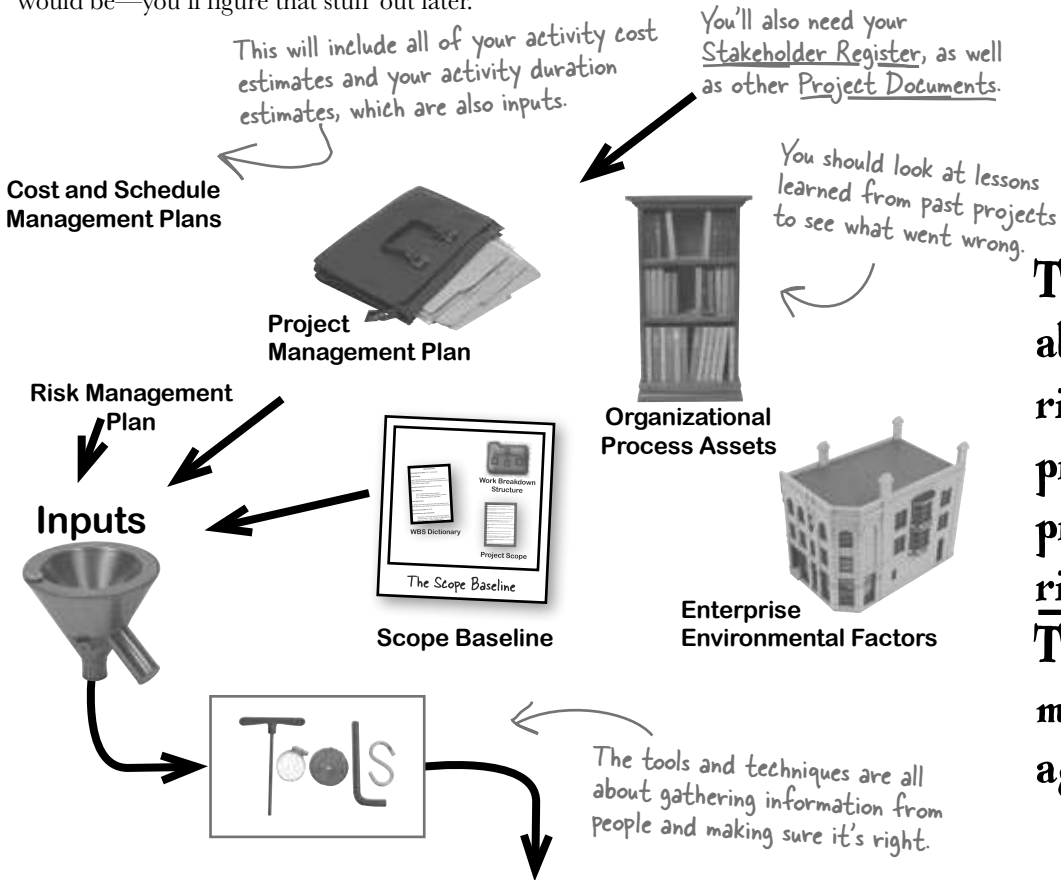 would be—you'll figure that stuff out later.
This will include all of your activity cost
estimates and your activity duration
estimates, which are also inputs.
You'll also need your
Stakeholder Register, as well
as other Project Documents.
Cost and Schedule
Management Plans
You should look at lessons
learned from past projects
to see what went wrong.
Project
Management Plan
Risk Management
Plan
Organizational
Process Assets
Inputs
Work Breakdown
Structure
WBS Dictionary
Project Scope
The Scope Baseline
Scope Baseline
Enterprise
Environmental Factors
TooLS
The tools and techniques are all
about gathering information from
people and making sure it's right.